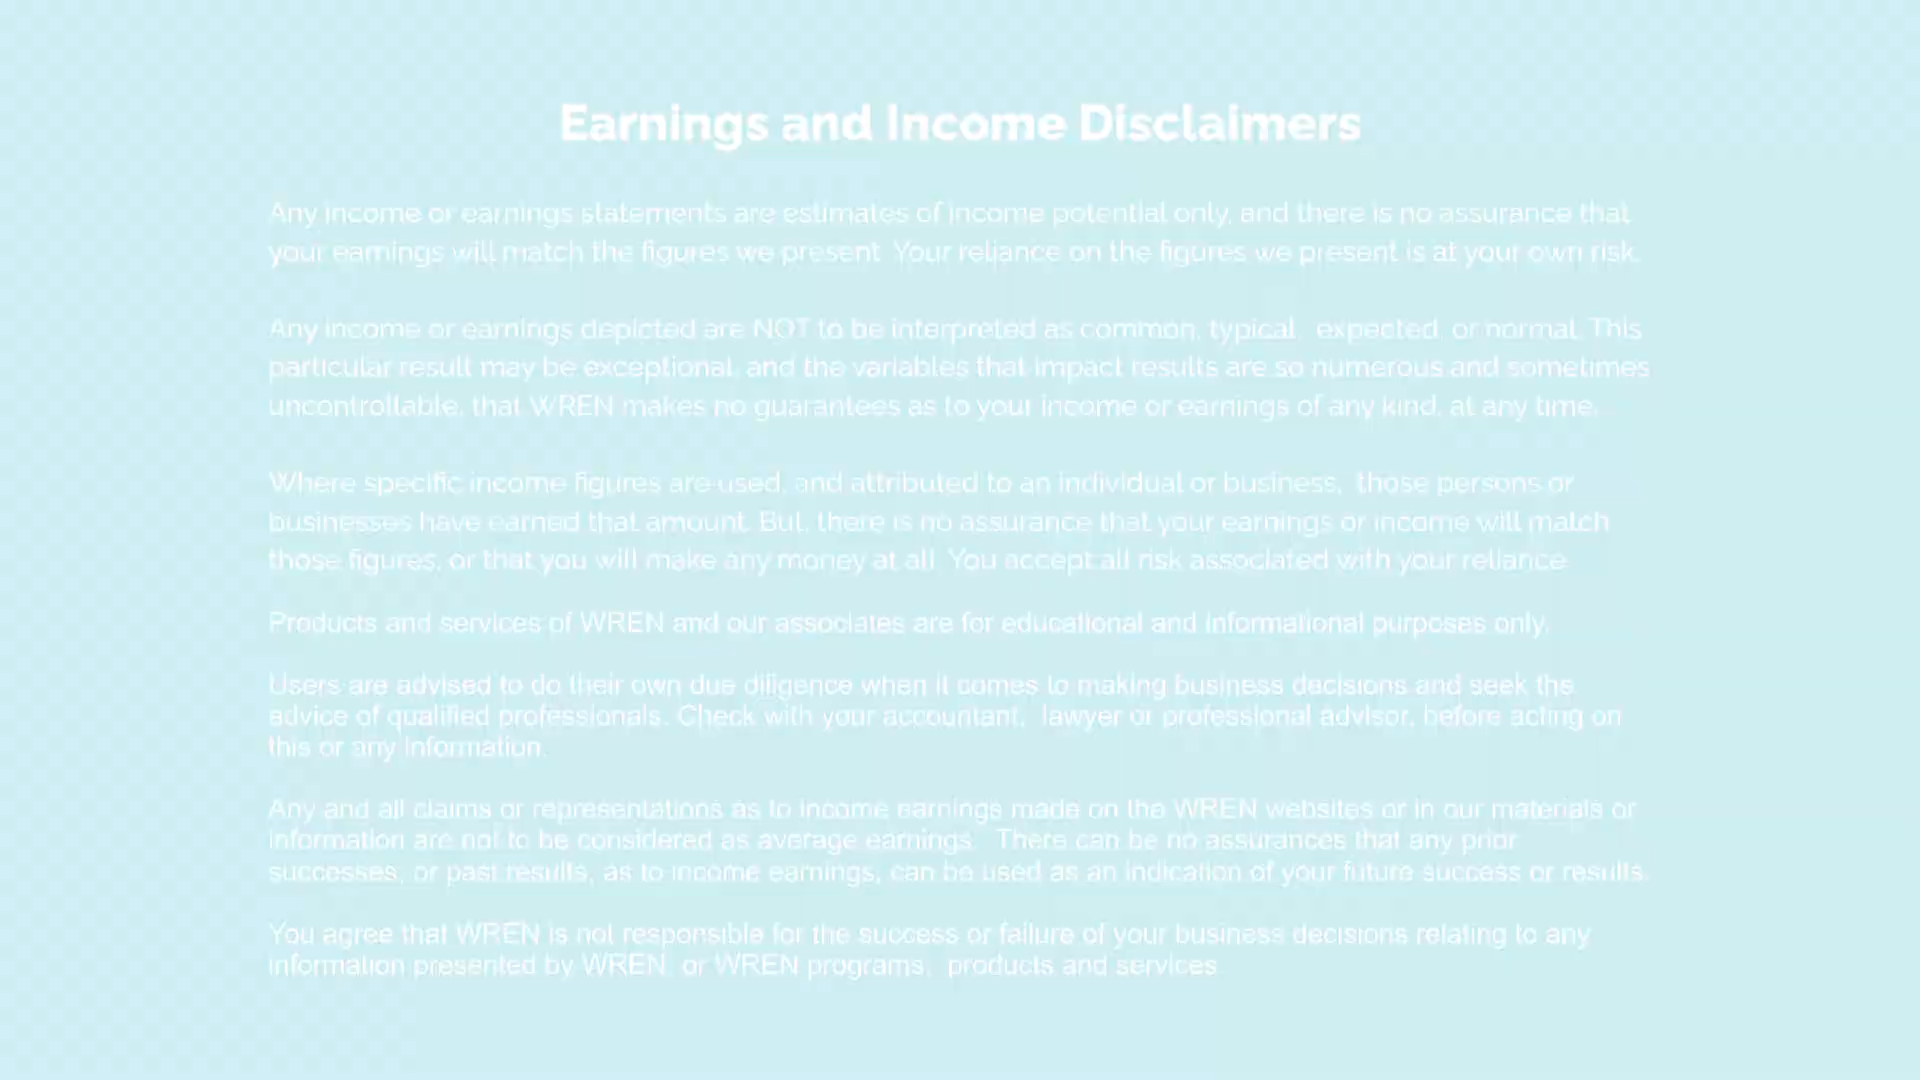 Earnings and Income Disclaimers
Any income or earnings statements are estimates of income potential only, and there is no assurance that
your earnings will match the figures we present. Your reliance on the figures we present is at your own risk.
Any income or earnings depicted are NOT to be interpreted as common, typical, expected, or normal. This
particular result may be exceptional, and the variables that impact results are so numerous and sometimes
uncontrollable, that WREN makes no guarantees as to your income or earnings of any kind, at any time.
Where specific income figures are used, and attributed to an individual or business, those persons or
businesses have earned that amount. But, there is no assurance that your earnings or income will match
those figures, or that you will make any money at all. You accept all risk associated with your reliance.
Products and services of WREN and our associates are for educational and informational purposes only.
Users are advised to do their own due diligence when it comes to making business decisions and seek the
advice of qualified professionals. Check with your accountant, lawyer or professional advisor, before acting on
this or any information.
Any and all claims or representations as to income earnings made on the WREN websites or in our materials or
information are not to be considered as average earnings. There can be no assurances that any prior
successes, or past results, as to income earnings, can be used as an indication of your future success or results.
You agree that WREN is not responsible for the success or failure of your business decisions relating to any
information presented by WREN, or WREN programs, products and services.